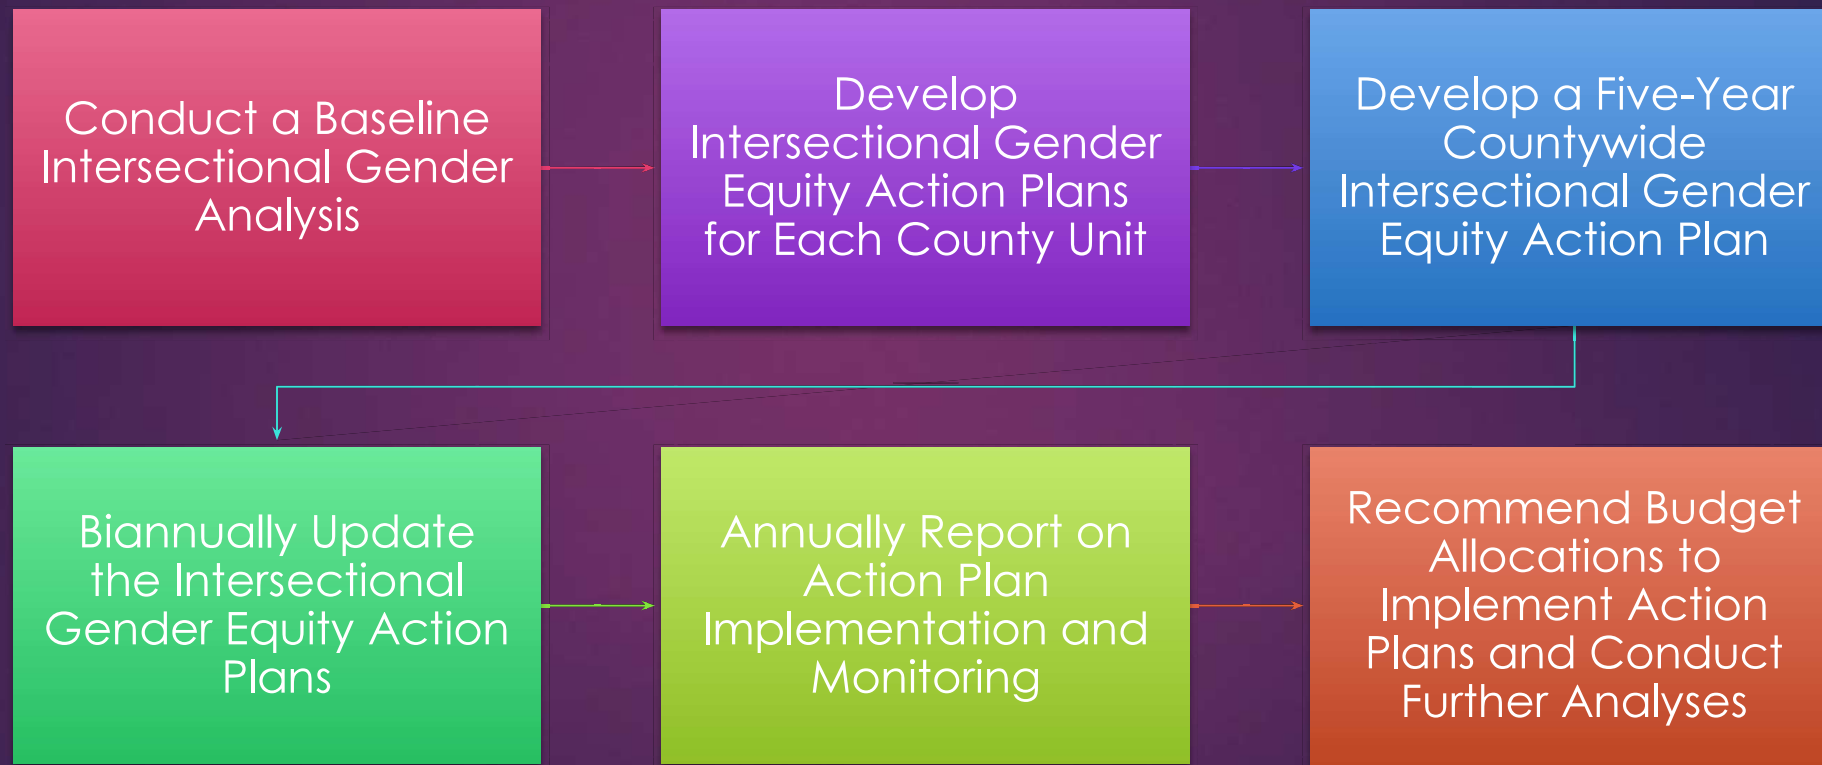 Conduct a Baseline
Intersectional Gender
Analysis
Develop
Intersectional Gender
Equity Action Plans
for Each County Unit
Develop a Five-Year
Countywide
Intersectional Gender
Equity Action Plan
Biannually Update
the Intersectional
Gender Equity Action
Plans
Annually Report on
Action Plan
Implementation and
Monitoring
Recommend Budget
Allocations to
Implement Action
Plans and Conduct
Further Analyses